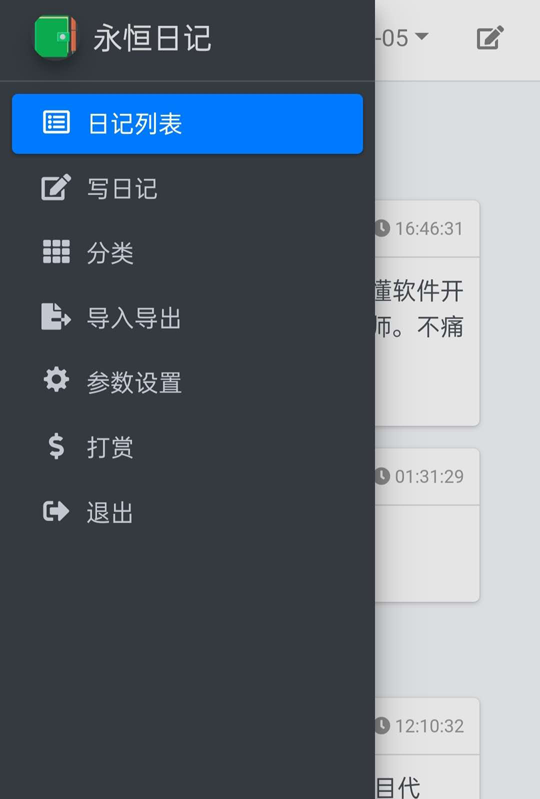 永恒日记
-05
日记列表
写日记
分类
导入导出
参数设置
打赏
退出
16:46:31
懂软件开
师。不痛
01:31:29
12:10:32
目代